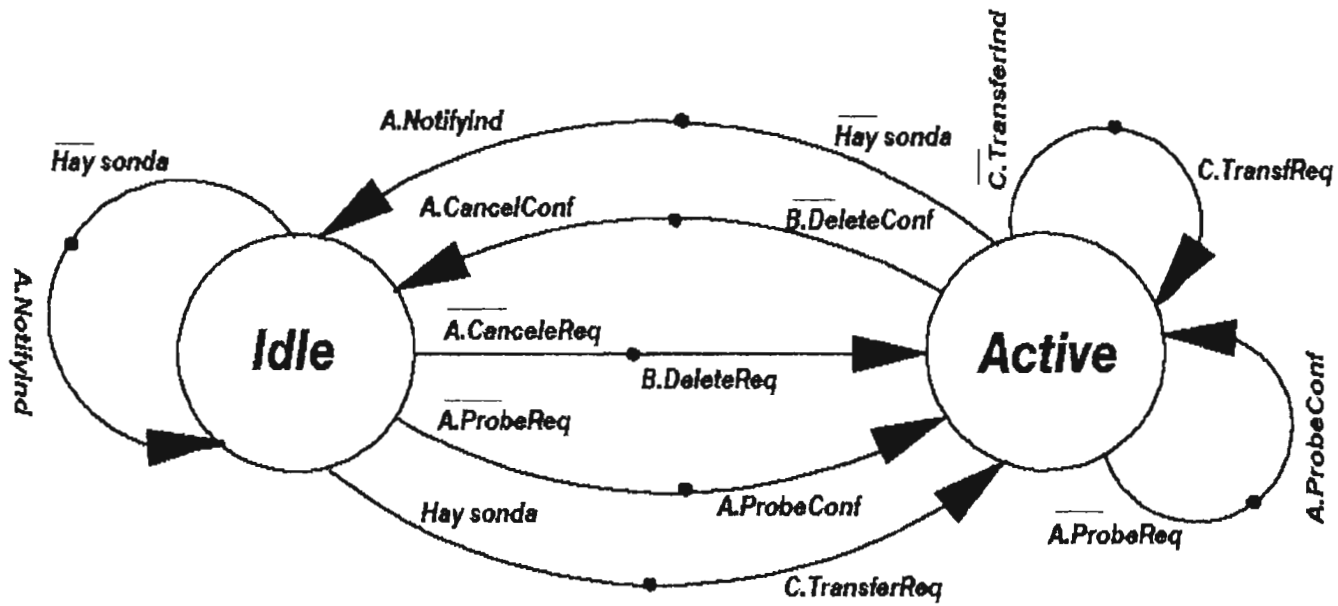 A.NotifyInd
Hay sonda
C.TransferInd
C.TransfReq
Hay sonda
A.CancelConf
B.DeleteConf
A.NotifyInd
Idle
A.CanceleReq
B.DeleteReq
Active
A.ProbeReq
A.ProbeConf
A.ProbeConf
Hay sonda
A.ProbeReq
C.TransferReq